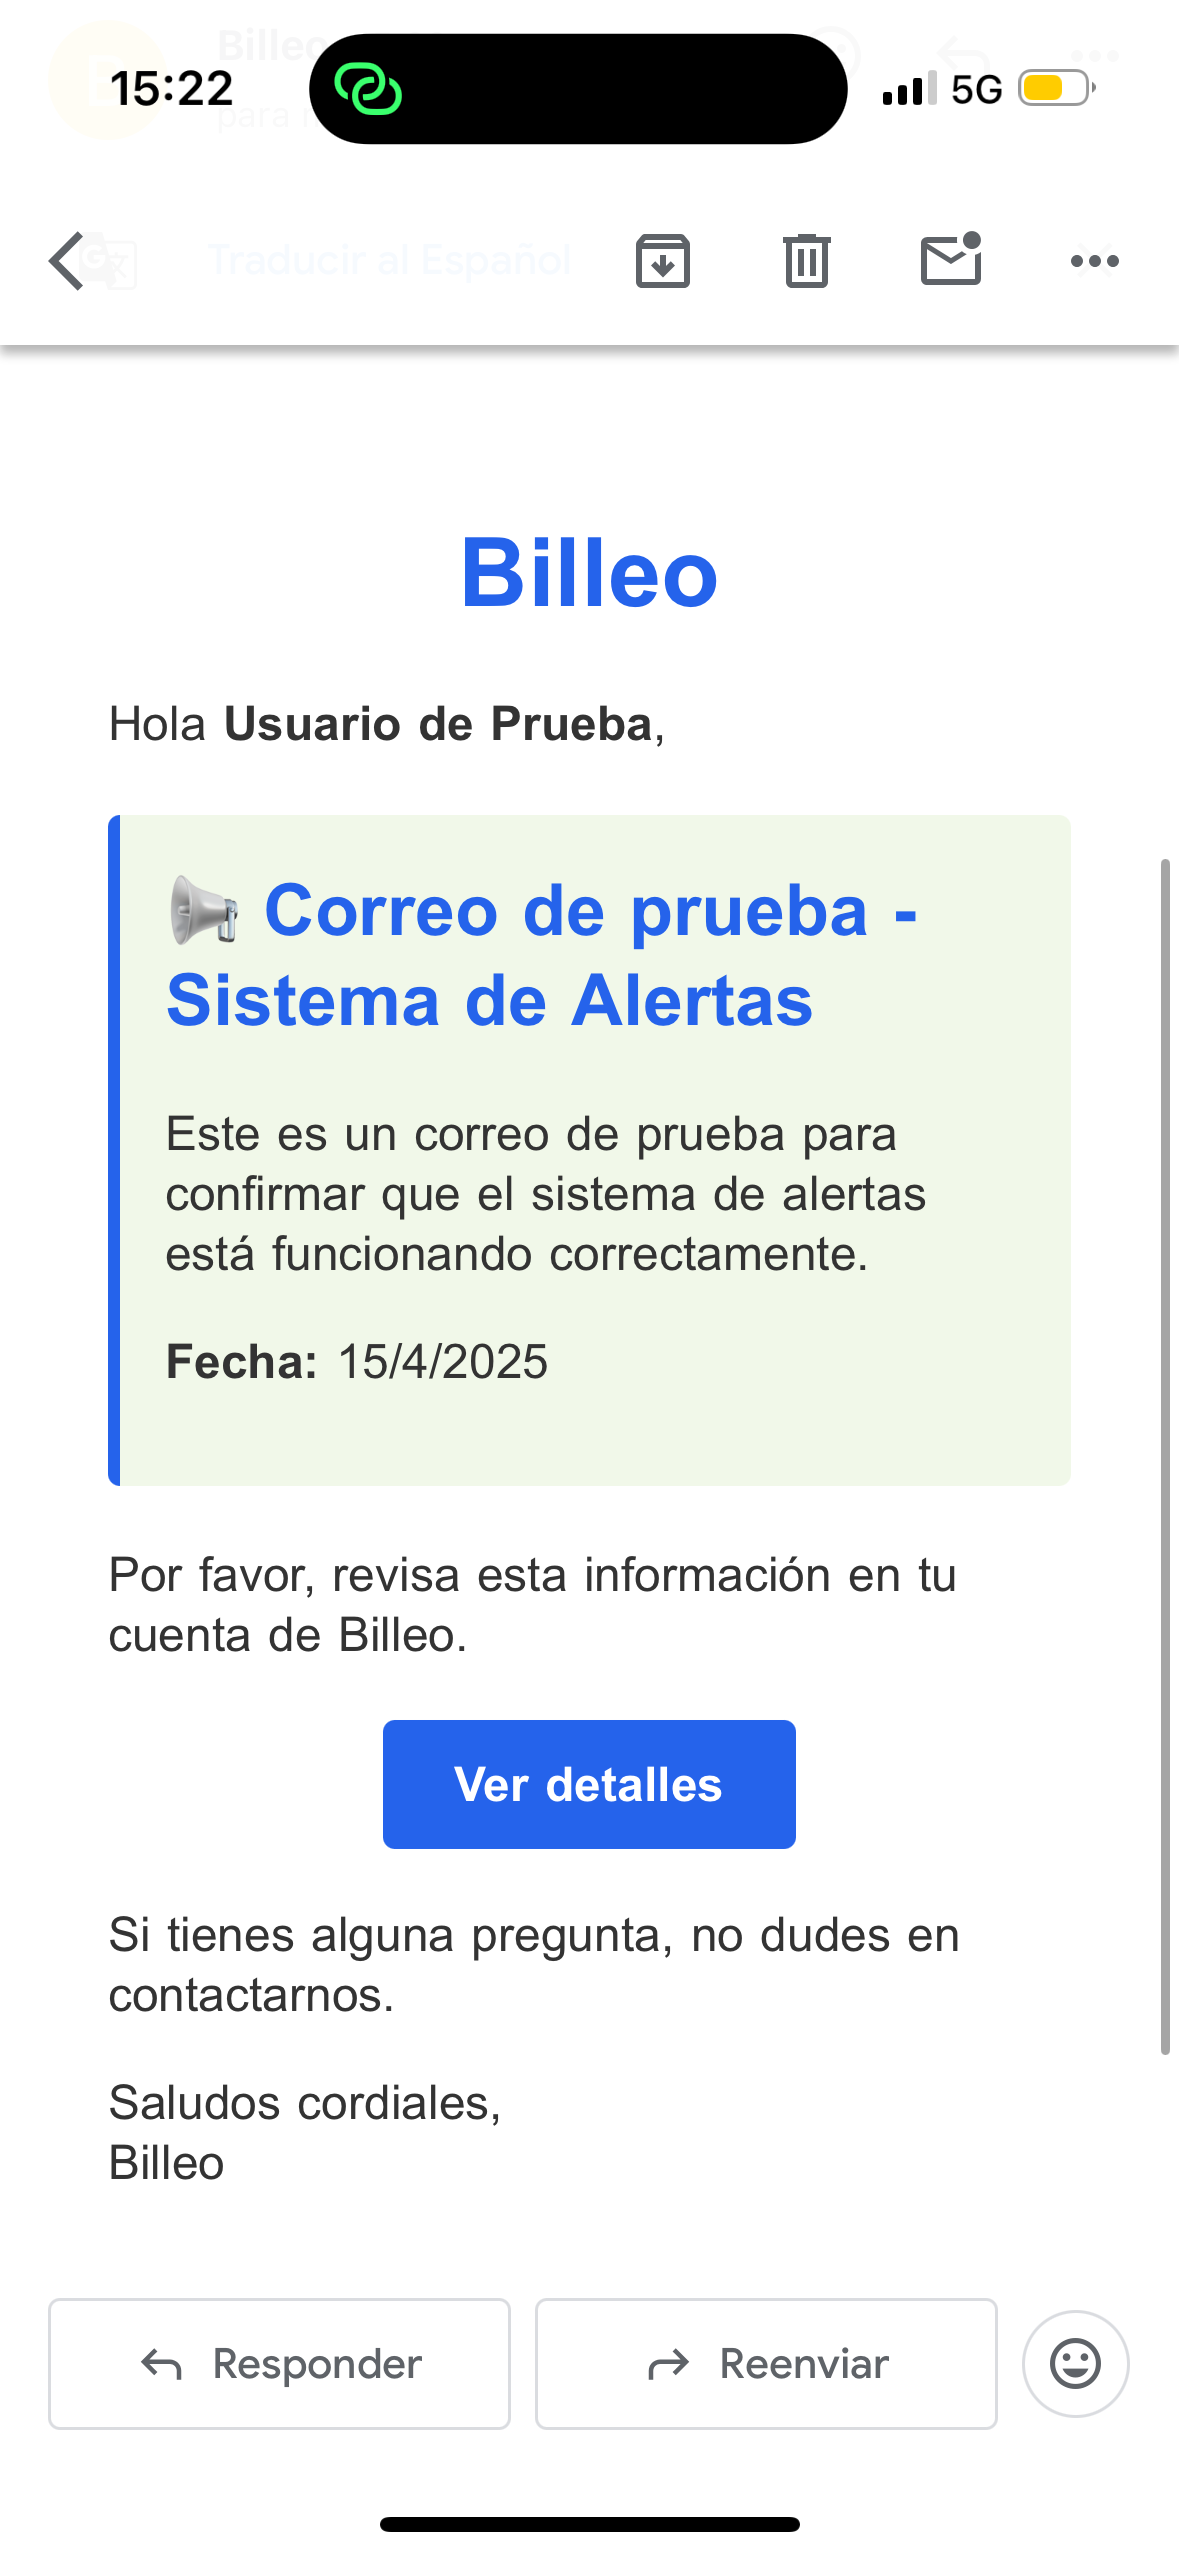 15:22
5G
Billeo
para
Traducir al Español
Billeo
Hola Usuario de Prueba,
Correo de prueba -
Sistema de Alertas
Este es un correo de prueba para
confirmar que el sistema de alertas
está funcionando correctamente.
Fecha: 15/4/2025
Por favor, revisa esta información en tu
cuenta de Billeo.
Ver detalles
Si tienes alguna pregunta, no dudes en
contactarnos.
Saludos cordiales,
Billeo
Responder
Reenviar